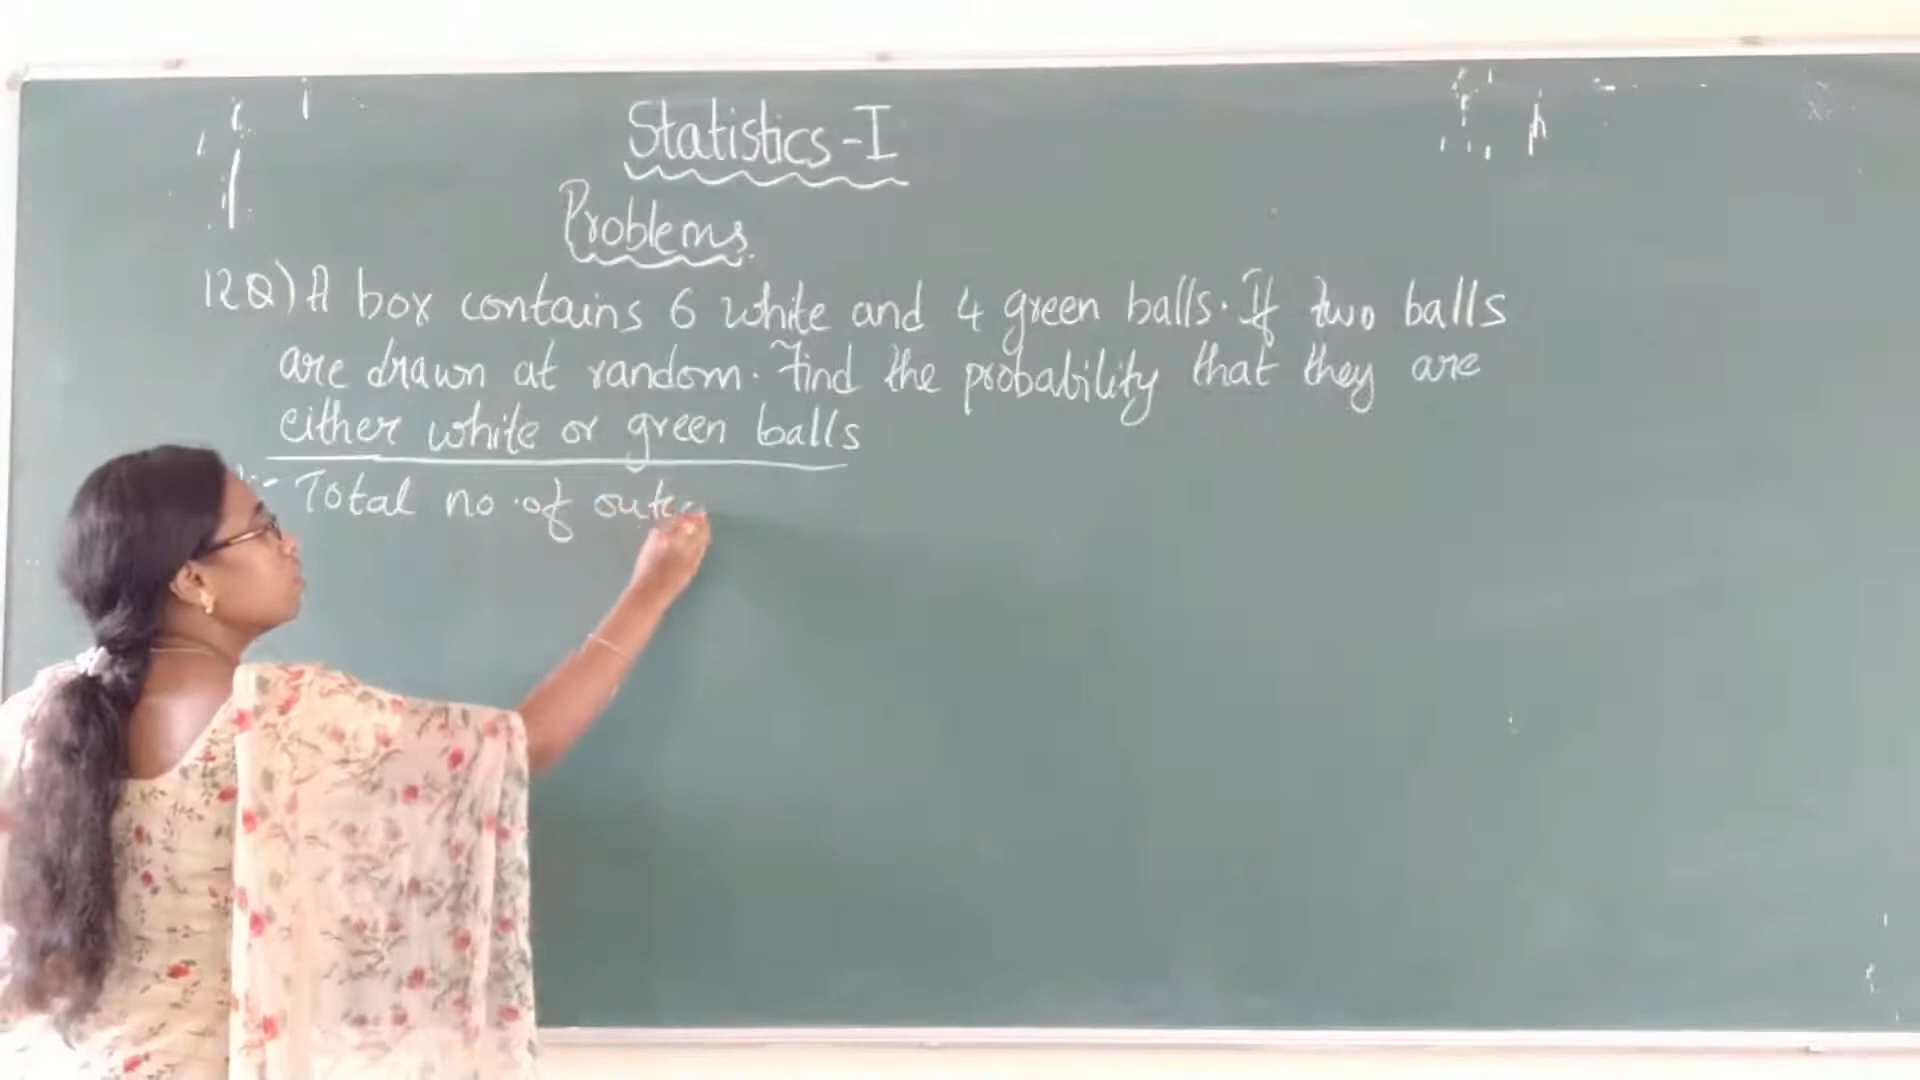 Statistics-I
Problems
12Q) A box contains 6 white and 4 green balls. If two balls
are drawn at random. Find the probability that they are
either white or green balls
Total no. of